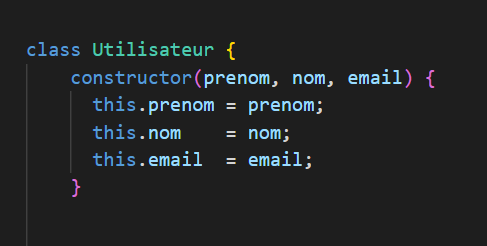 class Utilisateur {
    constructor(prenom, nom, email) {
      this.prenom = prenom;
      this.nom    = nom;
      this.email  = email;
    }